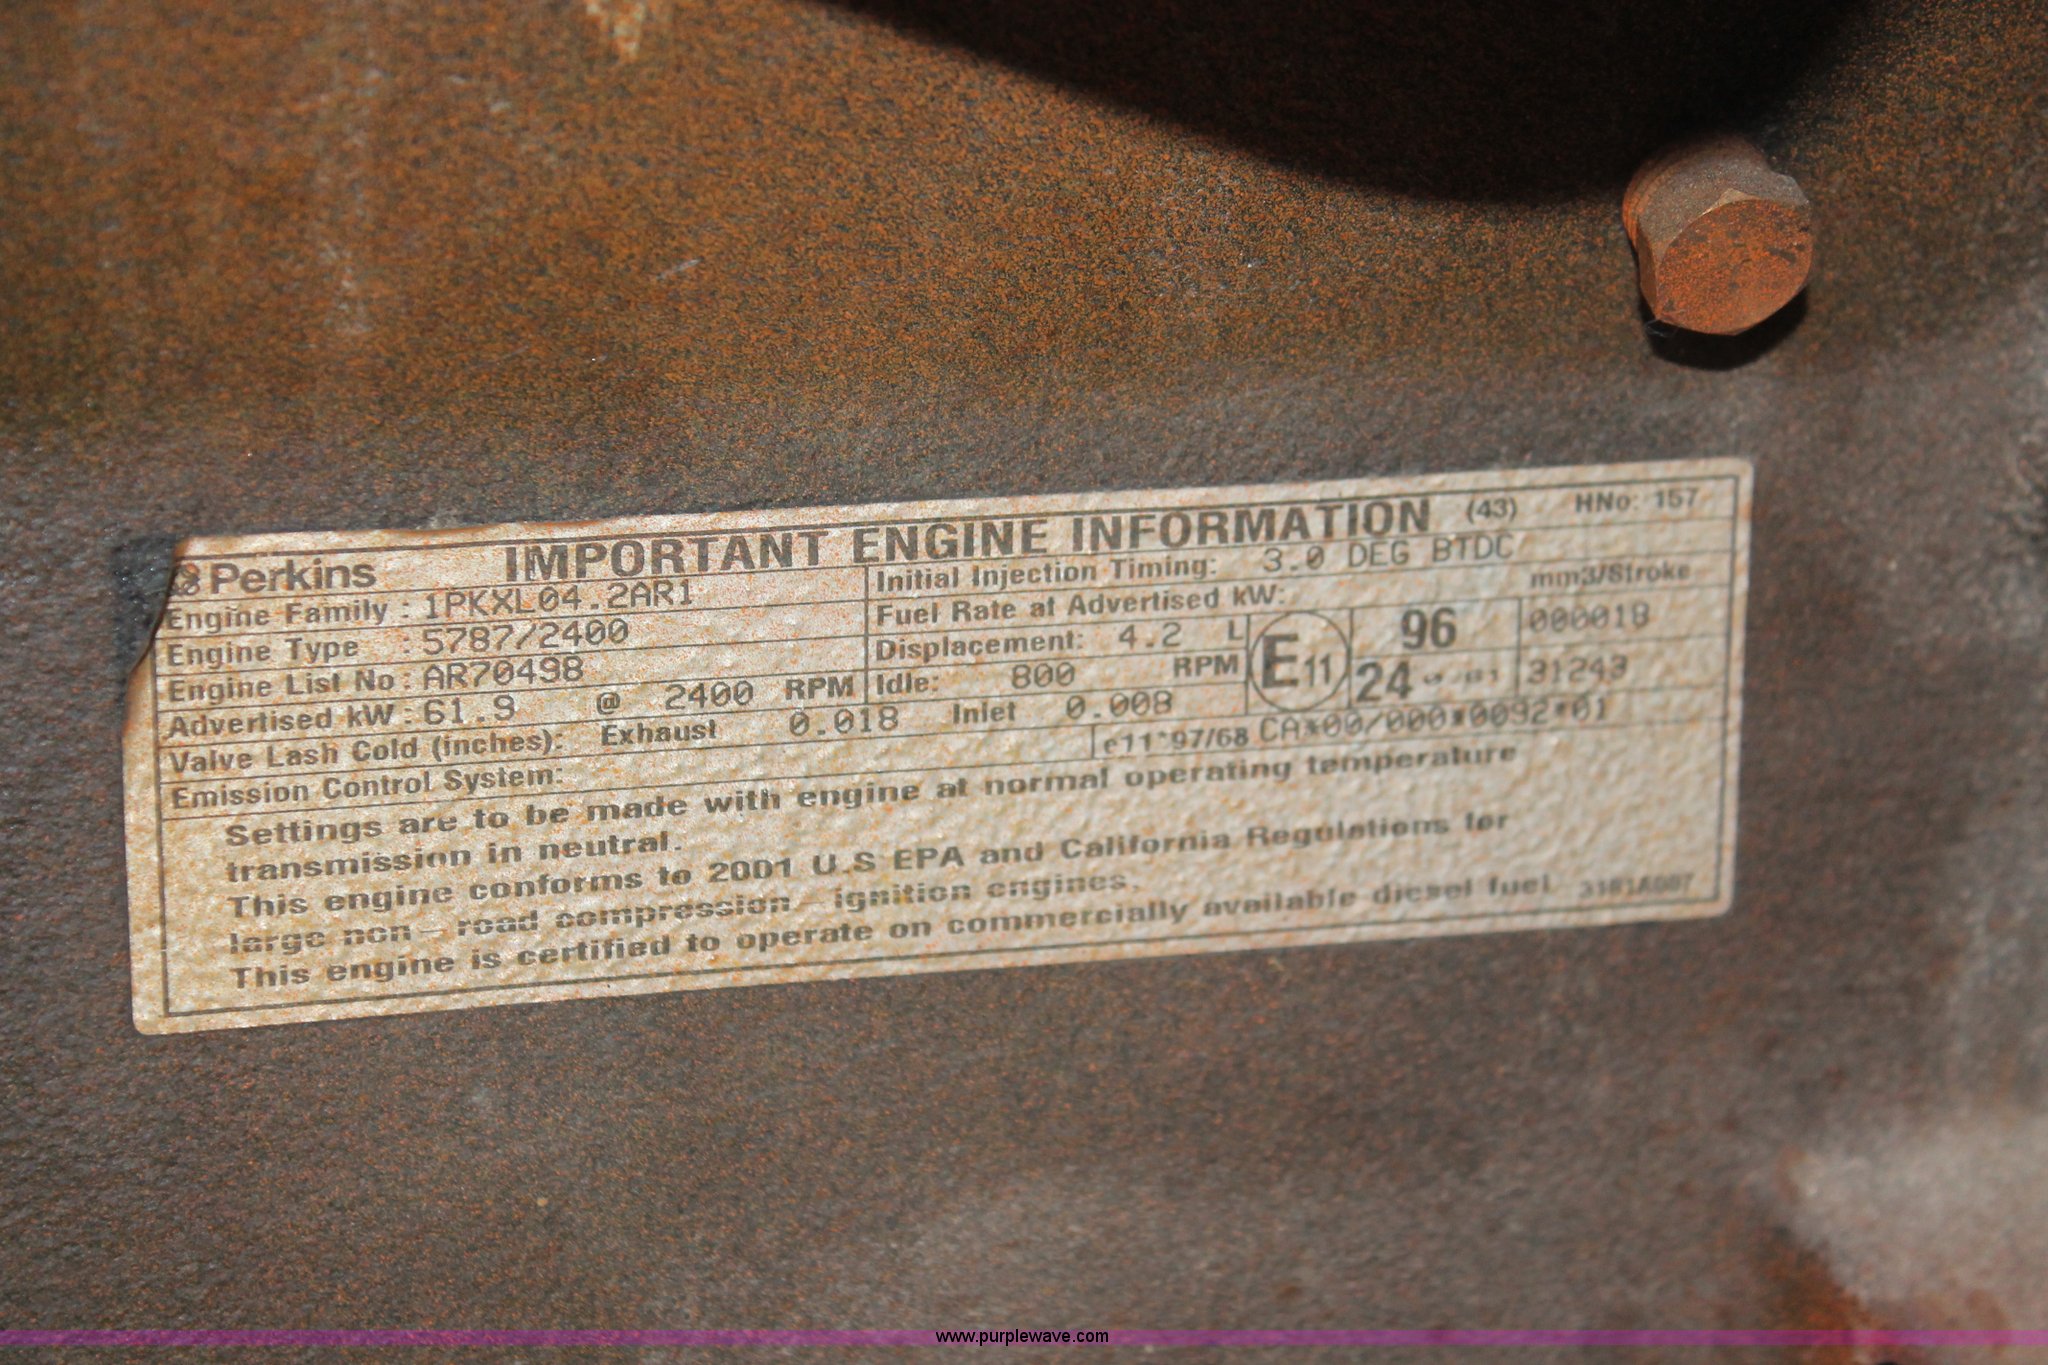 Perkins IMPORTANT ENGINE INFORMATION (43) HNo: 157
Engine Family : 1PKXL04.2AR1
Engine Type : 5787/2400
Engine List No : AR70498
Advertised kW : 61.9 @ 2400 RPM
Valve Lash Cold (inches): Exhaust 0.018 Inlet 0.008
Emission Control System:
Initial Injection Timing: 3.0 DEG BTDC
Fuel Rate at Advertised kW: mm3/Stroke
Displacement: 4.2 L
Idle: 800 RPM
E11
96 000018
24 31243
e11*97/68 CA*00/000*0092*01
Settings are to be made with engine at normal operating temperature
transmission in neutral.
This engine conforms to 2001 U.S EPA and California Regulations for
large non - road compression - ignition engines.
This engine is certified to operate on commercially available diesel fuel
www.purplewave.com